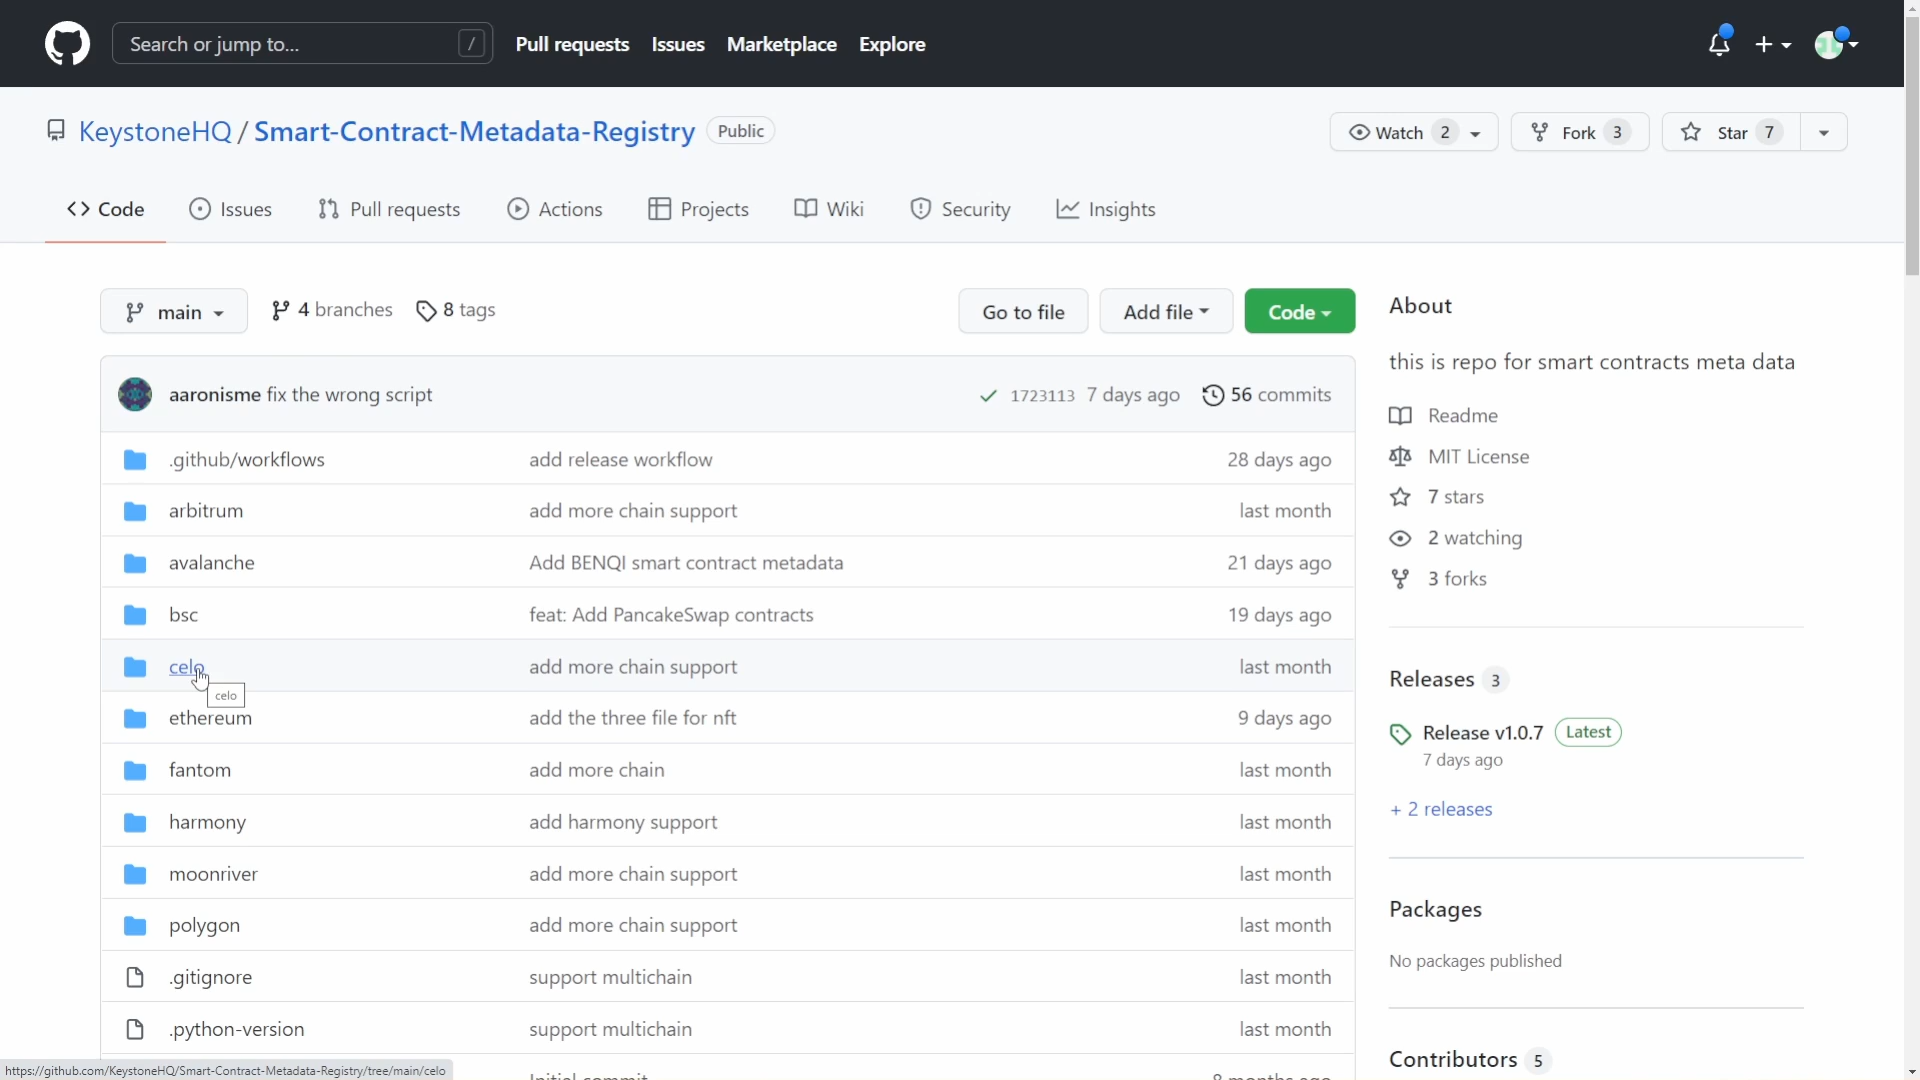 Search or jump to... / Pull requests Issues Marketplace Explore
KeystoneHQ / Smart-Contract-Metadata-Registry Public Watch 2 Fork 3 Star 7
Code Issues Pull requests Actions Projects Wiki Security Insights
main 4 branches 8 tags Go to file Add file Code
aaronisme fix the wrong script 1723113 7 days ago 56 commits
.github/workflows add release workflow 28 days ago
arbitrum add more chain support last month
avalanche Add BENQI smart contract metadata 21 days ago
bsc feat: Add PancakeSwap contracts 19 days ago
celo add more chain support last month
celo
ethereum add the three file for nft 9 days ago
fantom add more chain last month
harmony add harmony support last month
moonriver add more chain support last month
polygon add more chain support last month
.gitignore support multichain last month
.python-version support multichain last month
Initial commit 8 months ago
About
this is repo for smart contracts meta data
Readme
MIT License
7 stars
2 watching
3 forks
Releases 3
Release v1.0.7 Latest
7 days ago
+ 2 releases
Packages
No packages published
Contributors 5
https://github.com/KeystoneHQ/Smart-Contract-Metadata-Registry/tree/main/celo